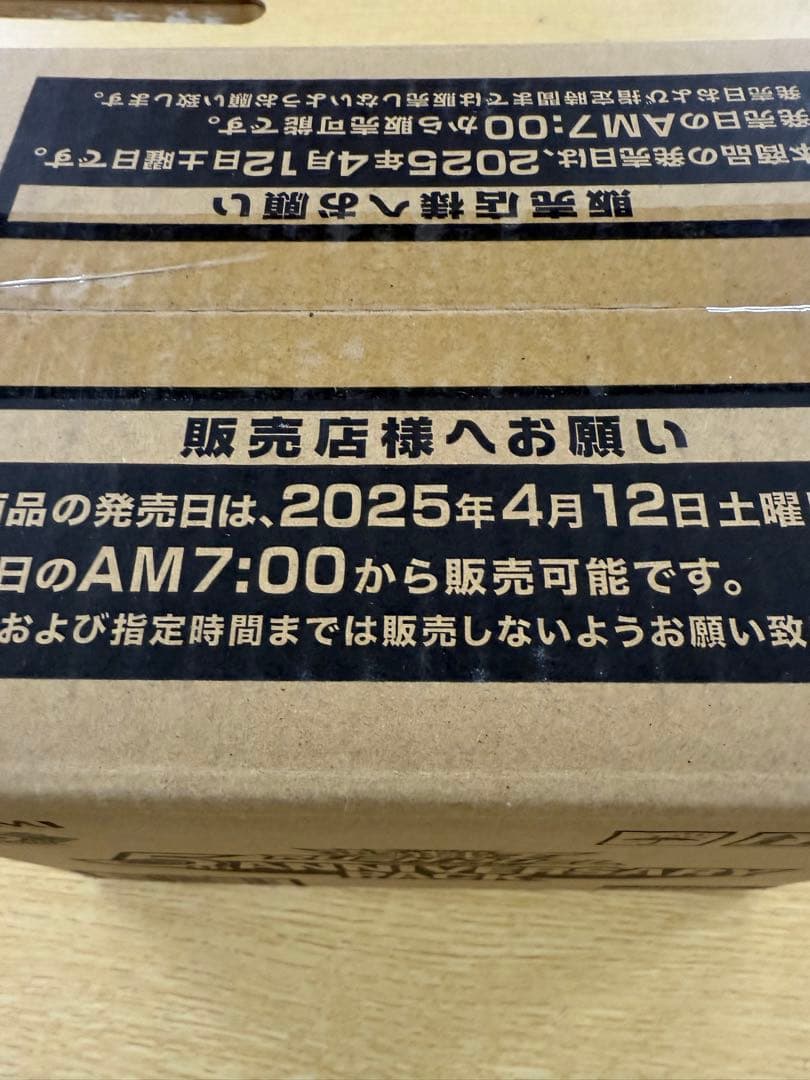 本商品の発売日は、2025年4月12日土曜日です。
発売日のAM7:00から販売可能です。
発売日および指定時間までは販売しないようお願い致します。
販売店様へお願い
販売店様へお願い
商品の発売日は、2025年4月12日土曜
日のAM7:00から販売可能です。
および指定時間までは販売しないようお願い致
MI